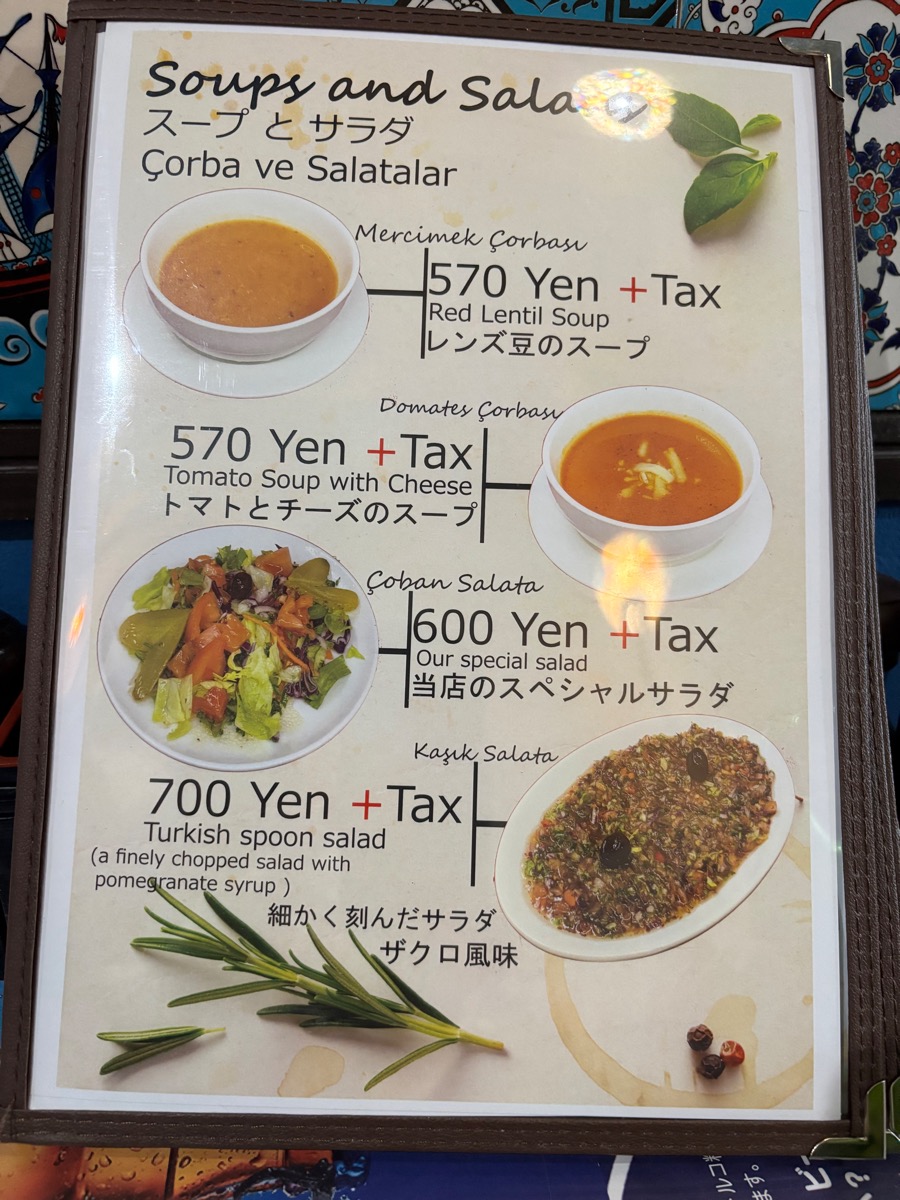 Soups and Sala
スープ と サラダ
Çorba ve Salatalar
Mercimek Çorbası
570 Yen +Tax
Red Lentil Soup
レンズ豆のスープ
Domates Çorbası
570 Yen +Tax
Tomato Soup with Cheese
トマトとチーズのスープ
Çoban Salata
600 Yen +Tax
Our special salad
当店のスペシャルサラダ
Kaşık Salata
700 Yen +Tax
Turkish spoon salad
(a finely chopped salad with
pomegranate syrup )
細かく刻んだサラダ
ザクロ風味